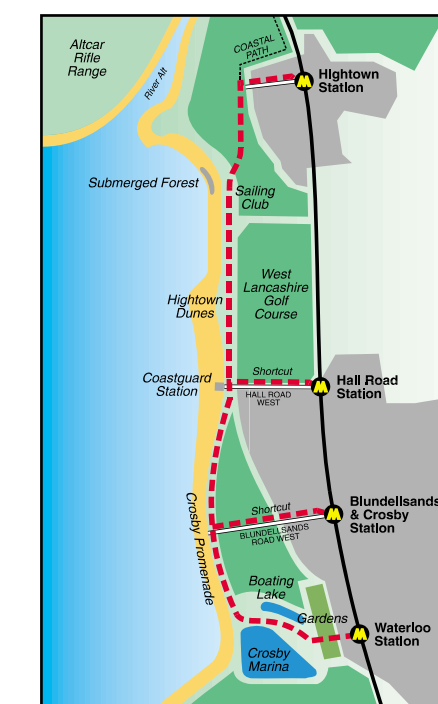 Altcar
Rifle
Range
River Alt
COASTAL
PATH
Hightown
Station
Submerged Forest
Sailing
Club
West
Lancashire
Golf
Course
Hightown
Dunes
Shortcut
Coastguard
Station
HALL ROAD
WEST
Hall Road
Station
Shortcut
BLUNDELLSANDS
ROAD WEST
Blundellsands
& Crosby
Station
Crosby Promenade
Boating
Lake
Gardens
Waterloo
Station
Crosby
Marina